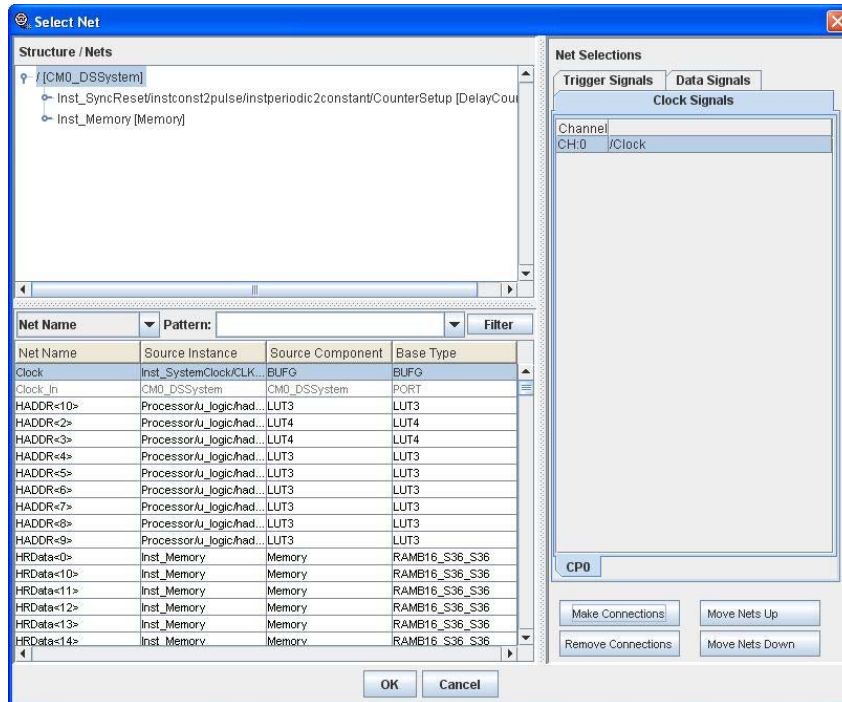 Select Net
Structure / Nets
/ [CM0_DSSystem]
Inst_SyncReset/instconst2pulse/instperiodic2constant/CounterSetup [DelayCou
Inst_Memory [Memory]
Net Name Pattern: Filter
Net Name Source Instance Source Component Base Type
Clock Inst_SystemClock/CLK... BUFG BUFG
Clock_In CM0_DSSystem CM0_DSSystem PORT
HADDR<10> Processor/u_logic/had... LUT3 LUT3
HADDR<2> Processor/u_logic/had... LUT4 LUT4
HADDR<3> Processor/u_logic/had... LUT4 LUT4
HADDR<4> Processor/u_logic/had... LUT3 LUT3
HADDR<5> Processor/u_logic/had... LUT3 LUT3
HADDR<6> Processor/u_logic/had... LUT3 LUT3
HADDR<7> Processor/u_logic/had... LUT3 LUT3
HADDR<8> Processor/u_logic/had... LUT3 LUT3
HADDR<9> Processor/u_logic/had... LUT3 LUT3
HRData<0> Inst_Memory Memory RAMB16_S36_S36
HRData<10> Inst_Memory Memory RAMB16_S36_S36
HRData<11> Inst_Memory Memory RAMB16_S36_S36
HRData<12> Inst_Memory Memory RAMB16_S36_S36
HRData<13> Inst_Memory Memory RAMB16_S36_S36
HRData<14> Inst_Memory Memory RAMB16_S36_S36
Net Selections
Trigger Signals Data Signals
Clock Signals
Channel
CH:0 /Clock
CP0
Make Connections Move Nets Up
Remove Connections Move Nets Down
OK Cancel